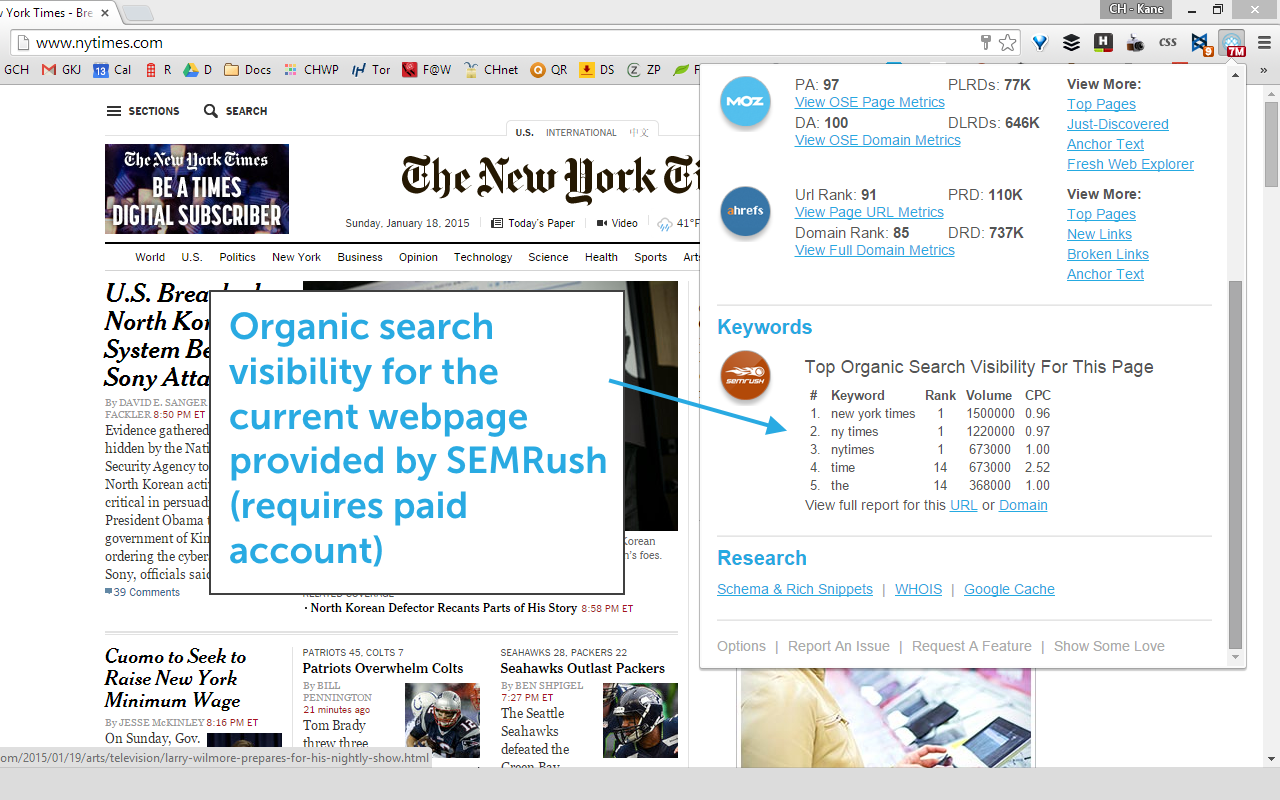 v York Times - Bre
CH - Kane
www.nytimes.com
H
css
9
7M
GCH
GKJ
13 Cal
R
D
Docs
CHWP
Tor
F@W
CHnet
QR
DS
ZP
F
»
SECTIONS
SEARCH
U.S. INTERNATIONAL 中文
The New York Times
BE A TIMES
DIGITAL SUBSCRIBER
The New York Ti
Sunday, January 18, 2015
Today's Paper
Video
41°F
World U.S. Politics New York Business Opinion Technology Science Health Sports Art
U.S. Brea
North Kor
System Be
Sony Atta
By DAVID E. SANGER
FACKLER 8:50 PM ET
Evidence gathered
hidden by the Nati
Security Agency to
North Korean activ
critical in persuad
President Obama t
government of Kin
ordering the cyber
Sony, officials said
39 Comments
Organic search
visibility for the
current webpage
provided by SEMRush
(requires paid
account)
Korean
n's foes.
RELATED COVERAGE
· North Korean Defector Recants Parts of His Story 8:58 PM ET
Cuomo to Seek to
Raise New York
Minimum Wage
By JESSE McKINLEY 8:16 PM ET
On Sunday, Gov.
PATRIOTS 45, COLTS 7
Patriots Overwhelm Colts
By BILL
PENNINGTON
21 minutes ago
Tom Brady
threw three
SEAHAWKS 28, PACKERS 22
Seahawks Outlast Packers
By BEN SHPIGEL
7:27 PM ET
The Seattle
Seahawks
defeated the
Green Bay
om/2015/01/19/arts/television/larry-wilmore-prepares-for-his-nightly-show.html
MOZ
PA: 97 PLRDs: 77K
View OSE Page Metrics
DA: 100 DLRDs: 646K
View OSE Domain Metrics
View More:
Top Pages
Just-Discovered
Anchor Text
Fresh Web Explorer
ahrefs
Url Rank: 91 PRD: 110K
View Page URL Metrics
Domain Rank: 85 DRD: 737K
View Full Domain Metrics
View More:
Top Pages
New Links
Broken Links
Anchor Text
Keywords
semrush
Top Organic Search Visibility For This Page
# Keyword Rank Volume CPC
1. new york times 1 1500000 0.96
2. ny times 1 1220000 0.97
3. nytimes 1 673000 1.00
4. time 14 673000 2.52
5. the 14 368000 1.00
View full report for this URL or Domain
Research
Schema & Rich Snippets | WHOIS | Google Cache
Options | Report An Issue | Request A Feature | Show Some Love